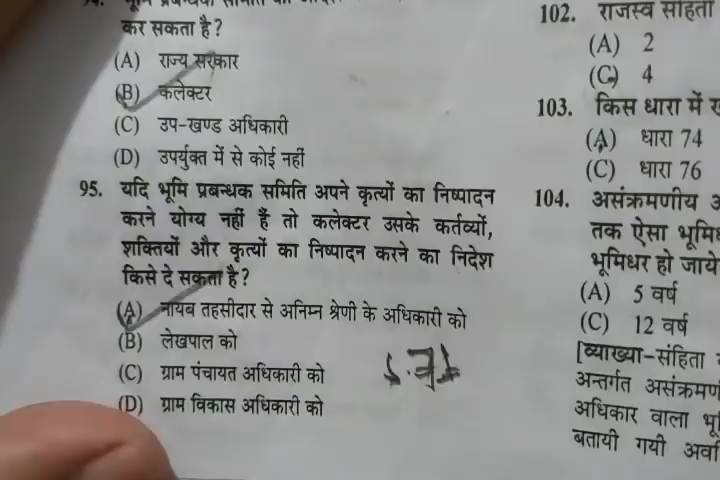 कर सकता है?
(A) राज्य सरकार
(B) कलेक्टर
(C) उप-खण्ड अधिकारी
(D) उपर्युक्त में से कोई नहीं
95. यदि भूमि प्रबन्धक समिति अपने कृत्यों का निष्पादन
करने योग्य नहीं हैं तो कलेक्टर उसके कर्तव्यों,
शक्तियों और कृत्यों का निष्पादन करने का निदेश
किसे दे सकता है?
(A) नायब तहसीदार से अनिम्न श्रेणी के अधिकारी को
(B) लेखपाल को
(C) ग्राम पंचायत अधिकारी को
(D) ग्राम विकास अधिकारी को
102. राजस्व संहिता
(A) 2
(C) 4
103. किस धारा में
(A) धारा 74
(C) धारा 76
104. असंक्रमणीय
तक ऐसा
भूमिधर हो जाये
(A) 5 वर्ष
(C) 12 वर्ष
[व्याख्या-संहिता
अन्तर्गत
अधिकार वाला
बतायी गयी